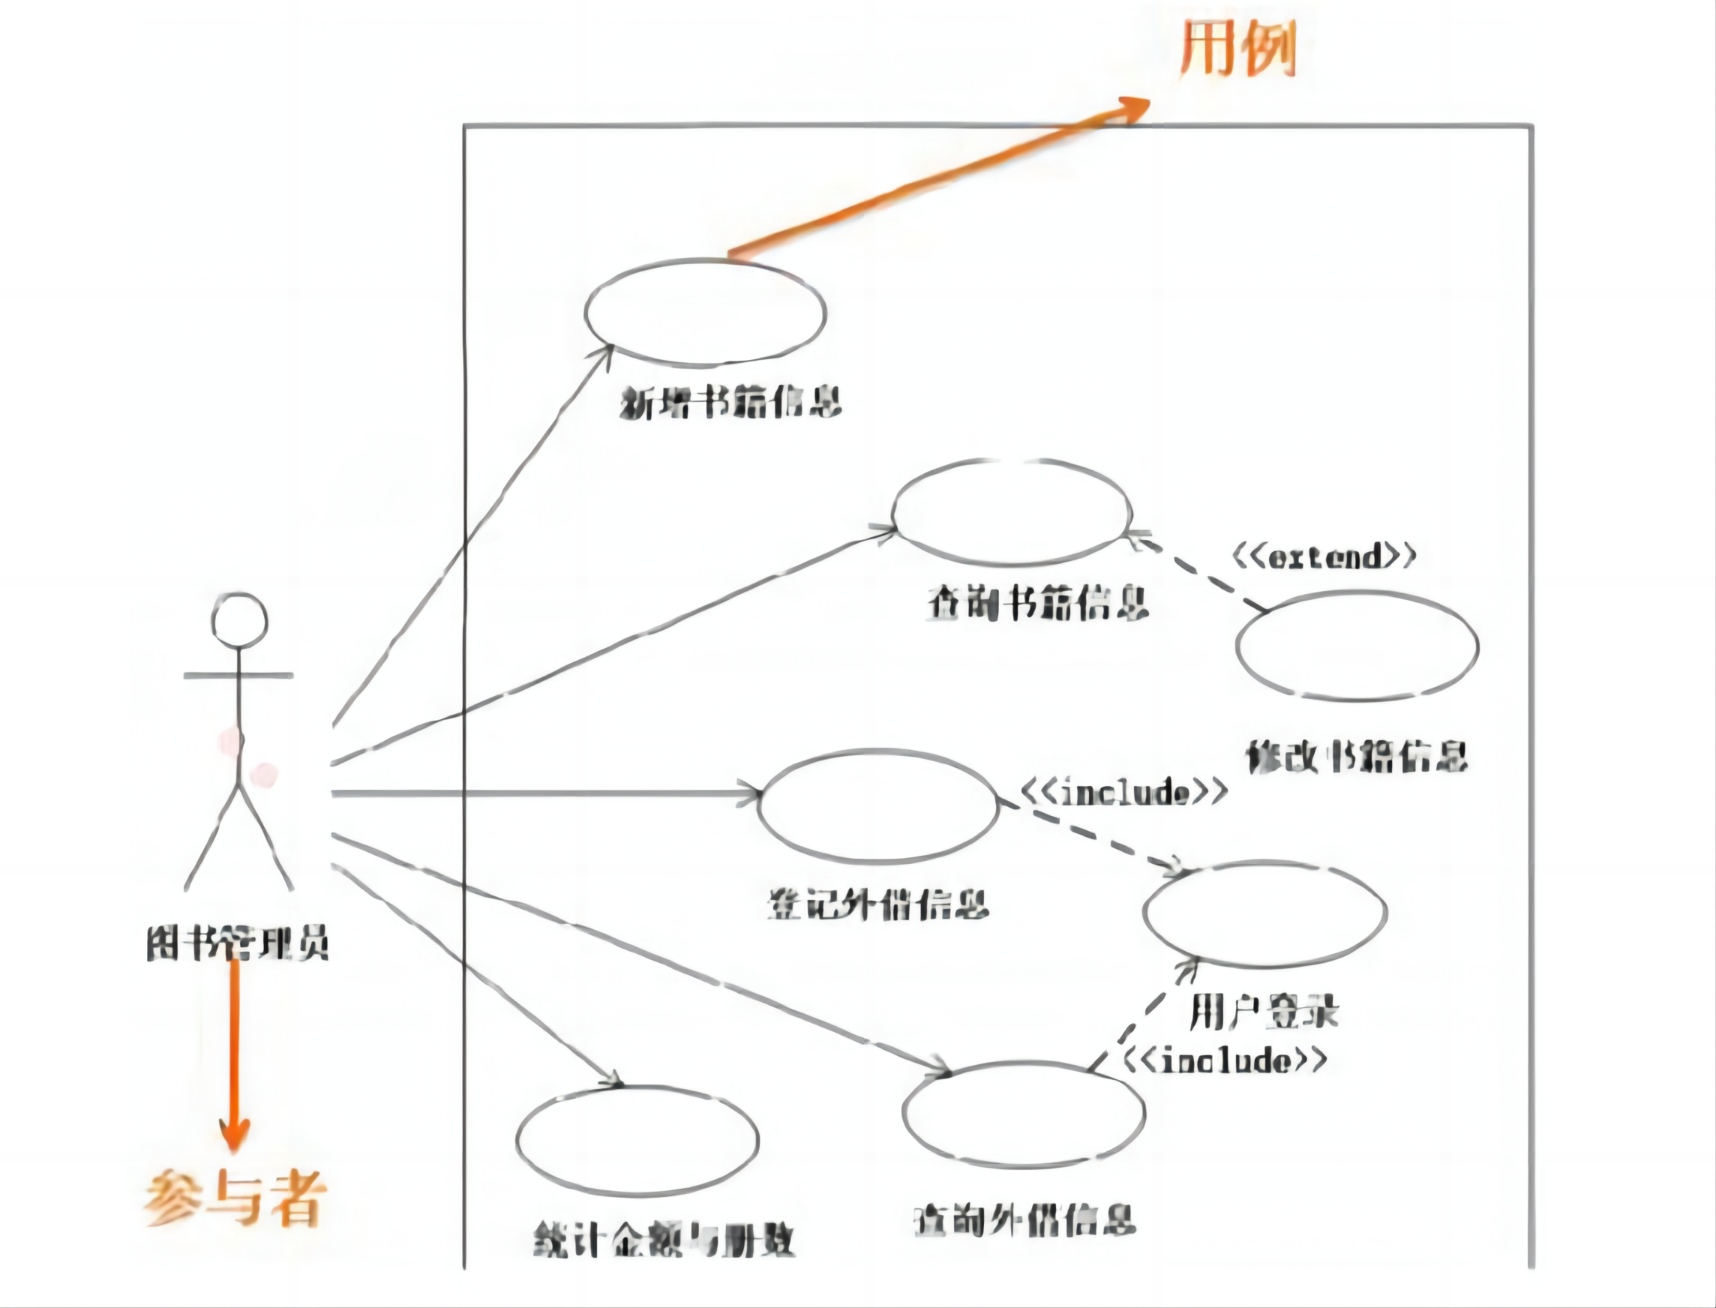 用例
新增书籍信息
查询书籍信息
<<extend>>
修改书籍信息
<<include>>
登记外借信息
图书管理员
用户登录
<<include>>
参与者
查询外借信息
统计金额与册数